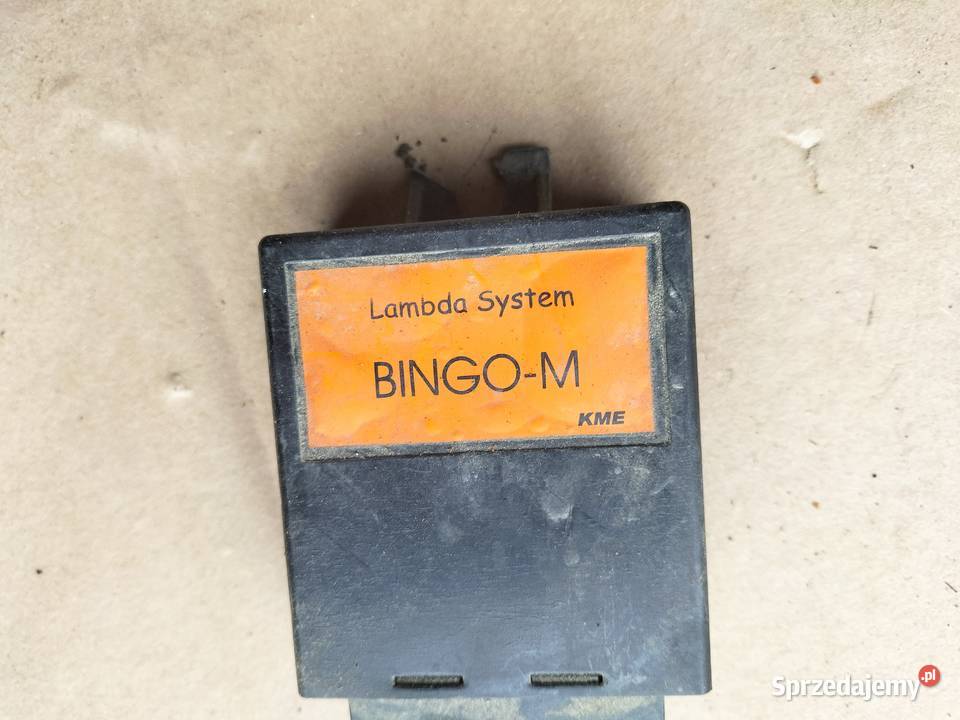 Lambda System
BINGO-M
KME
Sprzedajemy.pl